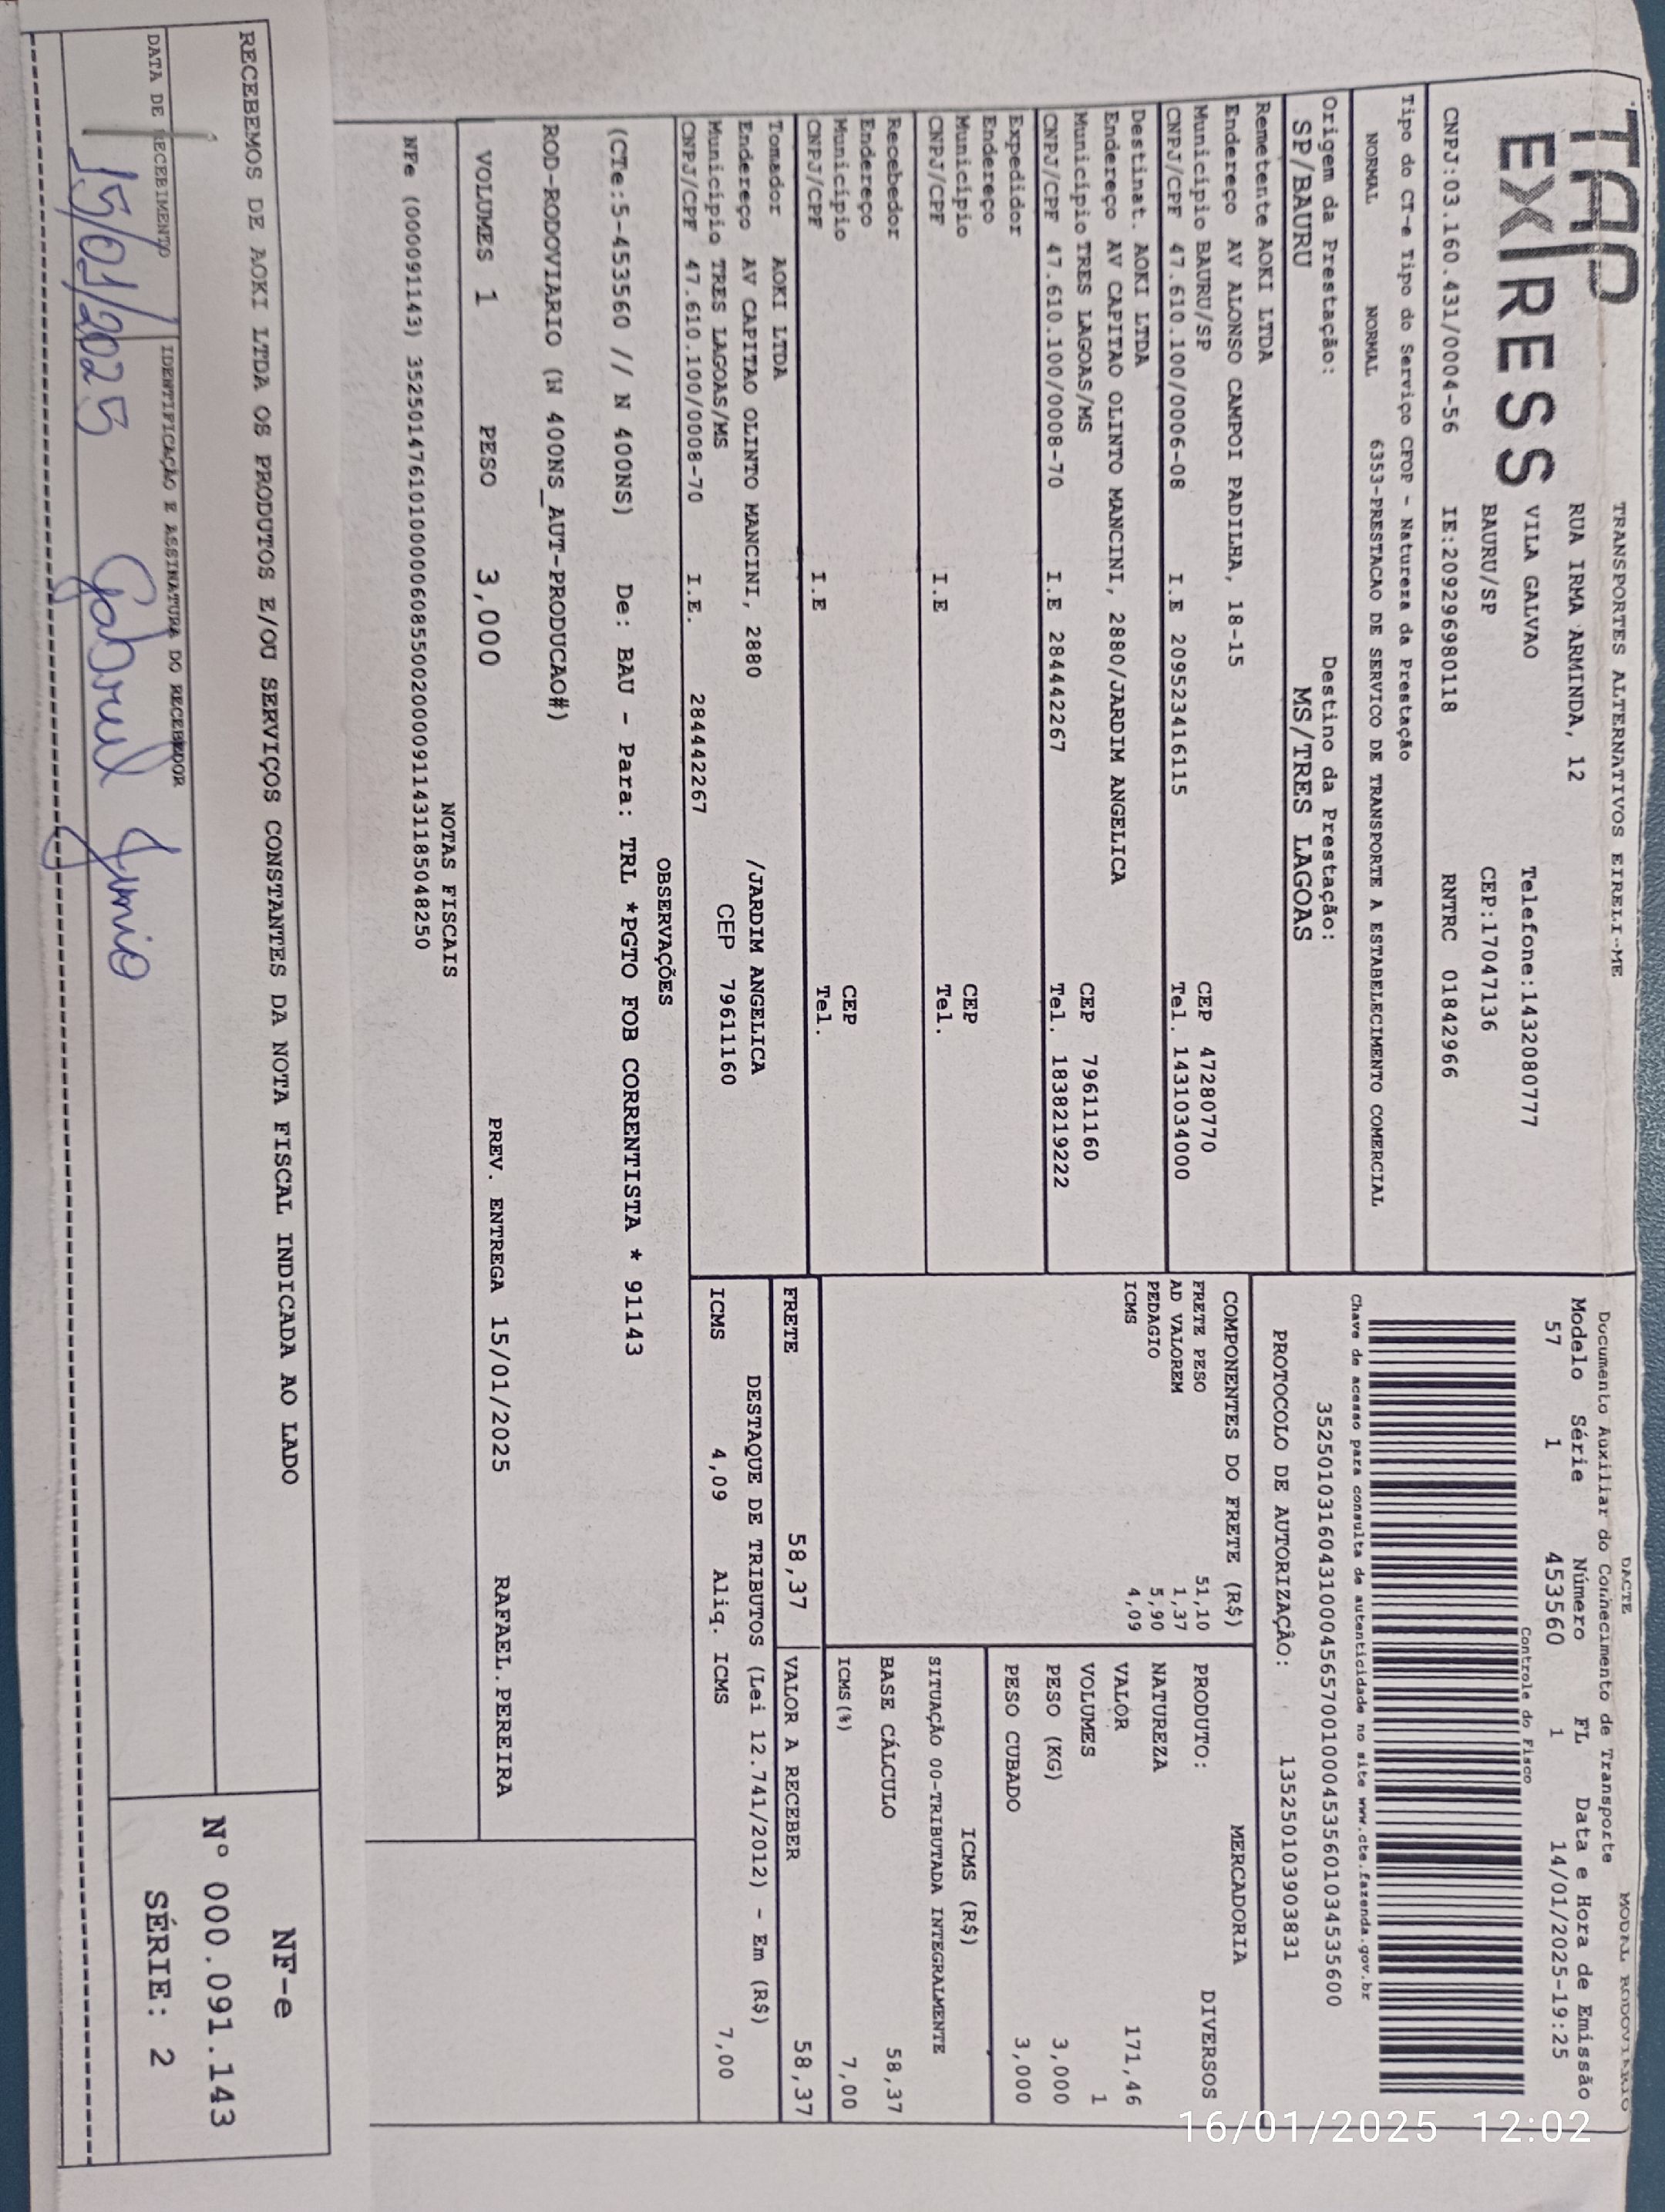 TAP
EXPRESS
TRANSPORTES ALTERNATIVOS EIRELI-ME
RUA IRMA ARMINDA, 12
VILA GALVAO Telefone:1432080777
BAURU/SP CEP:17047136
CNPJ:03.160.431/0004-56 IE:209296980118 RNTRC 01842966
Tipo do CT-e Tipo do Serviço CFOP - Natureza da Prestação
NORMAL NORMAL 6353-PRESTACAO DE SERVICO DE TRANSPORTE A ESTABELECIMENTO COMERCIAL
Origem da Prestação: Destino da Prestação:
SP/BAURU MS/TRES LAGOAS
DACTE MODAL RODOVIARIO
Documento Auxiliar do Conhecimento de Transporte
Modelo Série Número FL Data e Hora de Emissão
57 1 453560 1 14/01/2025-19:25
Controle do Fisco
Chave de acesso para consulta de autenticidade no site www.cte.fazenda.gov.br
35250103160431000456570010004535601034535600
PROTOCOLO DE AUTORIZAÇÃO: 135250103903831
Remetente AOKI LTDA
Endereço AV ALONSO CAMPOI PADILHA, 18-15
Município BAURU/SP CEP 47280770
CNPJ/CPF 47.610.100/0006-08 I.E 209523416115 Tel. 1431034000
Destinat. AOKI LTDA
Endereço AV CAPITAO OLINTO MANCINI, 2880/JARDIM ANGELICA
Município TRES LAGOAS/MS CEP 79611160
CNPJ/CPF 47.610.100/0008-70 I.E 284442267 Tel. 1838219222
Expedidor
Endereço
Município CEP
CNPJ/CPF I.E Tel.
Recebedor
Endereço
Município CEP
CNPJ/CPF I.E Tel.
Tomador AOKI LTDA
Endereço AV CAPITAO OLINTO MANCINI, 2880 /JARDIM ANGELICA
Município TRES LAGOAS/MS CEP 79611160
CNPJ/CPF 47.610.100/0008-70 I.E. 284442267
COMPONENTES DO FRETE (R$)
FRETE PESO 51,10
AD VALOREM 1,37
PEDAGIO 5,90
ICMS 4,09
MERCADORIA
PRODUTO: DIVERSOS
NATUREZA
VALOR 171,46
VOLUMES 1
PESO (KG) 3,000
PESO CUBADO 3,000
ICMS (R$)
SITUAÇÃO 00-TRIBUTADA INTEGRALMENTE
BASE CÁLCULO 58,37
ICMS(%) 7,00
FRETE 58,37 VALOR A RECEBER 58,37
DESTAQUE DE TRIBUTOS (Lei 12.741/2012) - Em (R$)
ICMS 4,09 Aliq. ICMS 7,00
OBSERVAÇÕES
(CTe:5-453560 // N 400NS) De: BAU - Para: TRL *PGTO FOB CORRENTISTA * 91143
ROD-RODOVIARIO (W 400NS_AUT-PRODUCAO#)
VOLUMES 1 PESO 3,000 PREV. ENTREGA 15/01/2025 RAFAEL.PEREIRA
NOTAS FISCAIS
NFe (000091143) 35250147610100000608550020000911431185048250
RECEBEMOS DE AOKI LTDA OS PRODUTOS E/OU SERVIÇOS CONSTANTES DA NOTA FISCAL INDICADA AO LADO
DATA DE RECEBIMENTO IDENTIFICAÇÃO E ASSINATURA DO RECEBEDOR
15/01/2025 Gabriel Junio
NF-e
Nº 000.091.143
SÉRIE: 2
16/01/2025 12:02